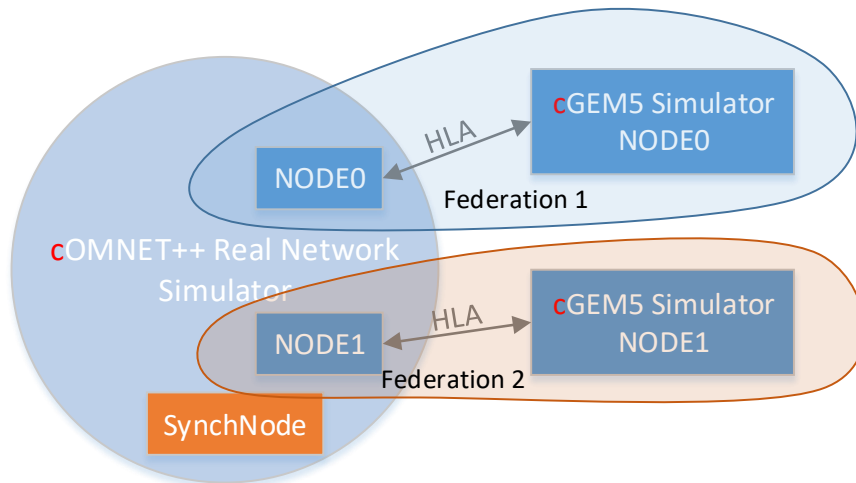 cGEM5 Simulator
NODE0
HLA
NODE0
Federation 1
cOMNET++ Real Network
Simulator
cGEM5 Simulator
NODE1
HLA
NODE1
Federation 2
SynchNode